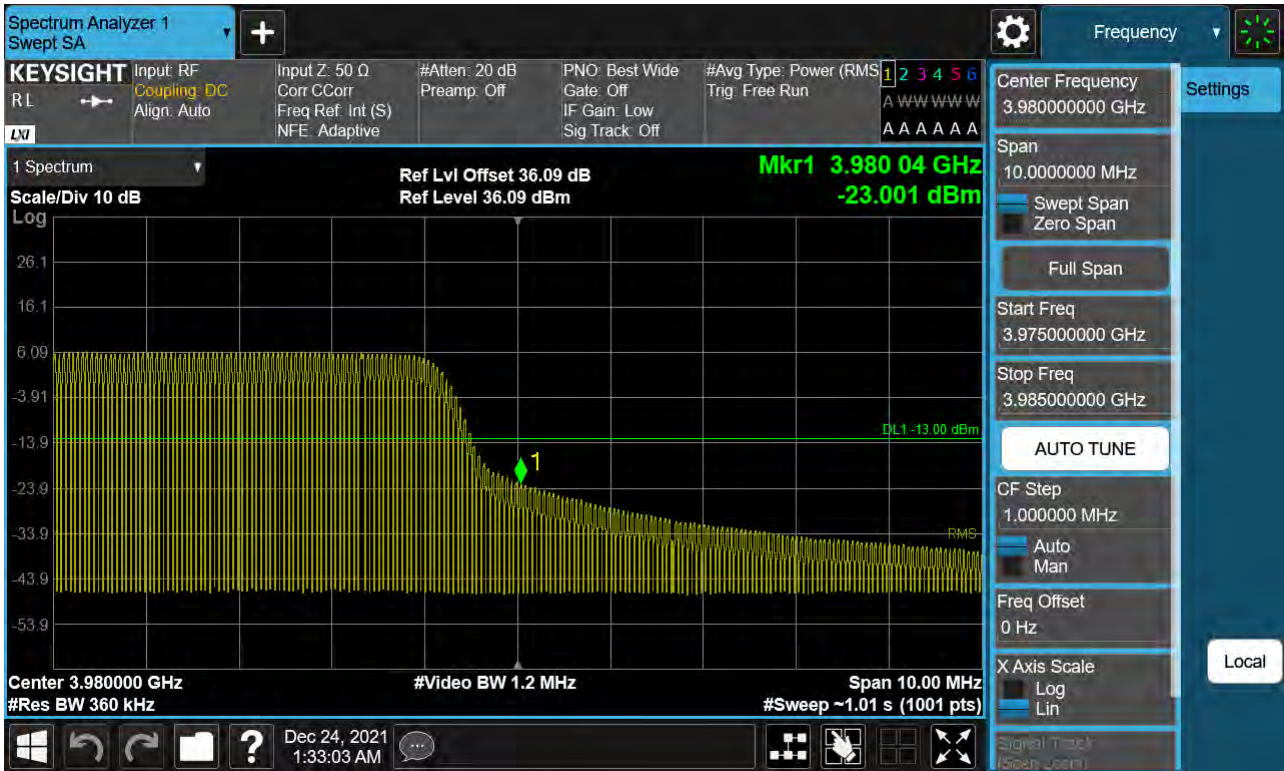 Spectrum Analyzer 1
Swept SA
+
Frequency
KEYSIGHT
RL
LXI
Input: RF
Coupling: DC
Align: Auto
Input Z: 50 Ω
Corr CCorr
Freq Ref: Int (S)
NFE: Adaptive
#Atten: 20 dB
Preamp: Off
PNO: Best Wide
Gate: Off
IF Gain: Low
Sig Track: Off
#Avg Type: Power (RMS
Trig: Free Run
1 2 3 4 5 6
A W W W W W
A A A A A A
1 Spectrum
Scale/Div 10 dB
Log
Ref Lvl Offset 36.09 dB
Ref Level 36.09 dBm
Mkr1 3.980 04 GHz
-23.001 dBm
26.1
16.1
6.09
-3.91
-13.9
-23.9
-33.9
-43.9
-53.9
DL1 -13.00 dBm
1
RMS
Center 3.980000 GHz
#Res BW 360 kHz
#Video BW 1.2 MHz
Span 10.00 MHz
#Sweep ~1.01 s (1001 pts)
Center Frequency
3.980000000 GHz
Span
10.0000000 MHz
Swept Span
Zero Span
Full Span
Start Freq
3.975000000 GHz
Stop Freq
3.985000000 GHz
AUTO TUNE
CF Step
1.000000 MHz
Auto
Man
Freq Offset
0 Hz
X Axis Scale
Log
Lin
Signal Track
(Span Zoom)
Settings
Local
?
Dec 24, 2021
1:33:03 AM